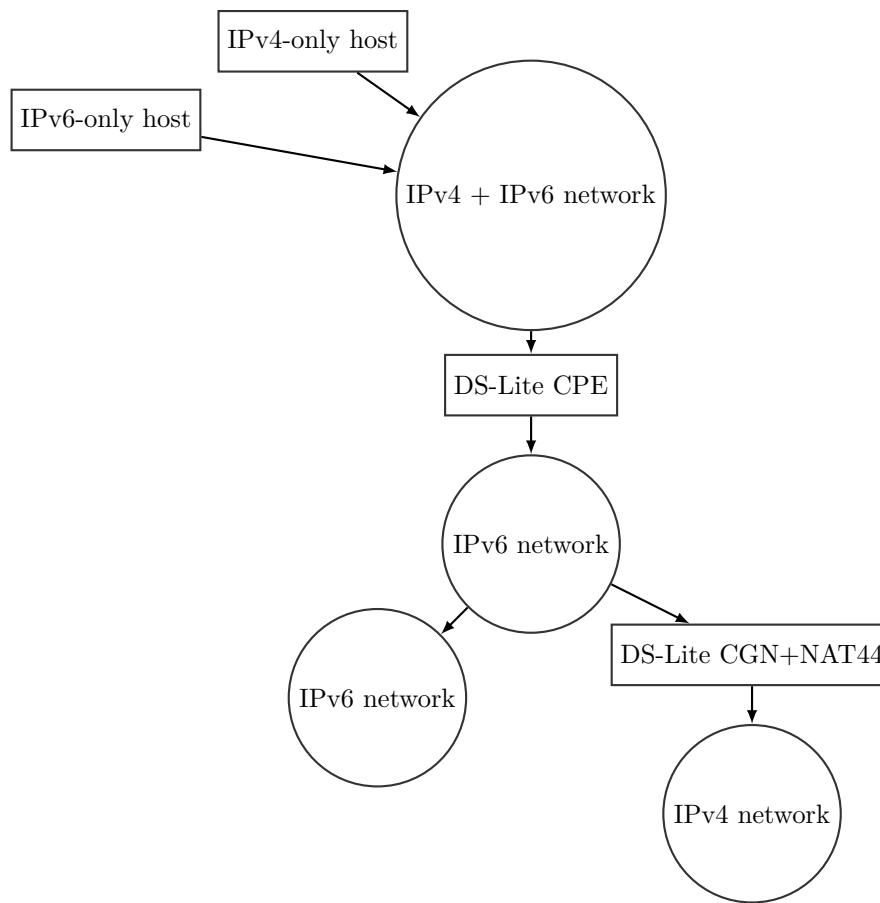 IPv4-only host
IPv6-only host
IPv4 + IPv6 network
DS-Lite CPE
IPv6 network
DS-Lite CGN+NAT44
IPv6 network
IPv4 network